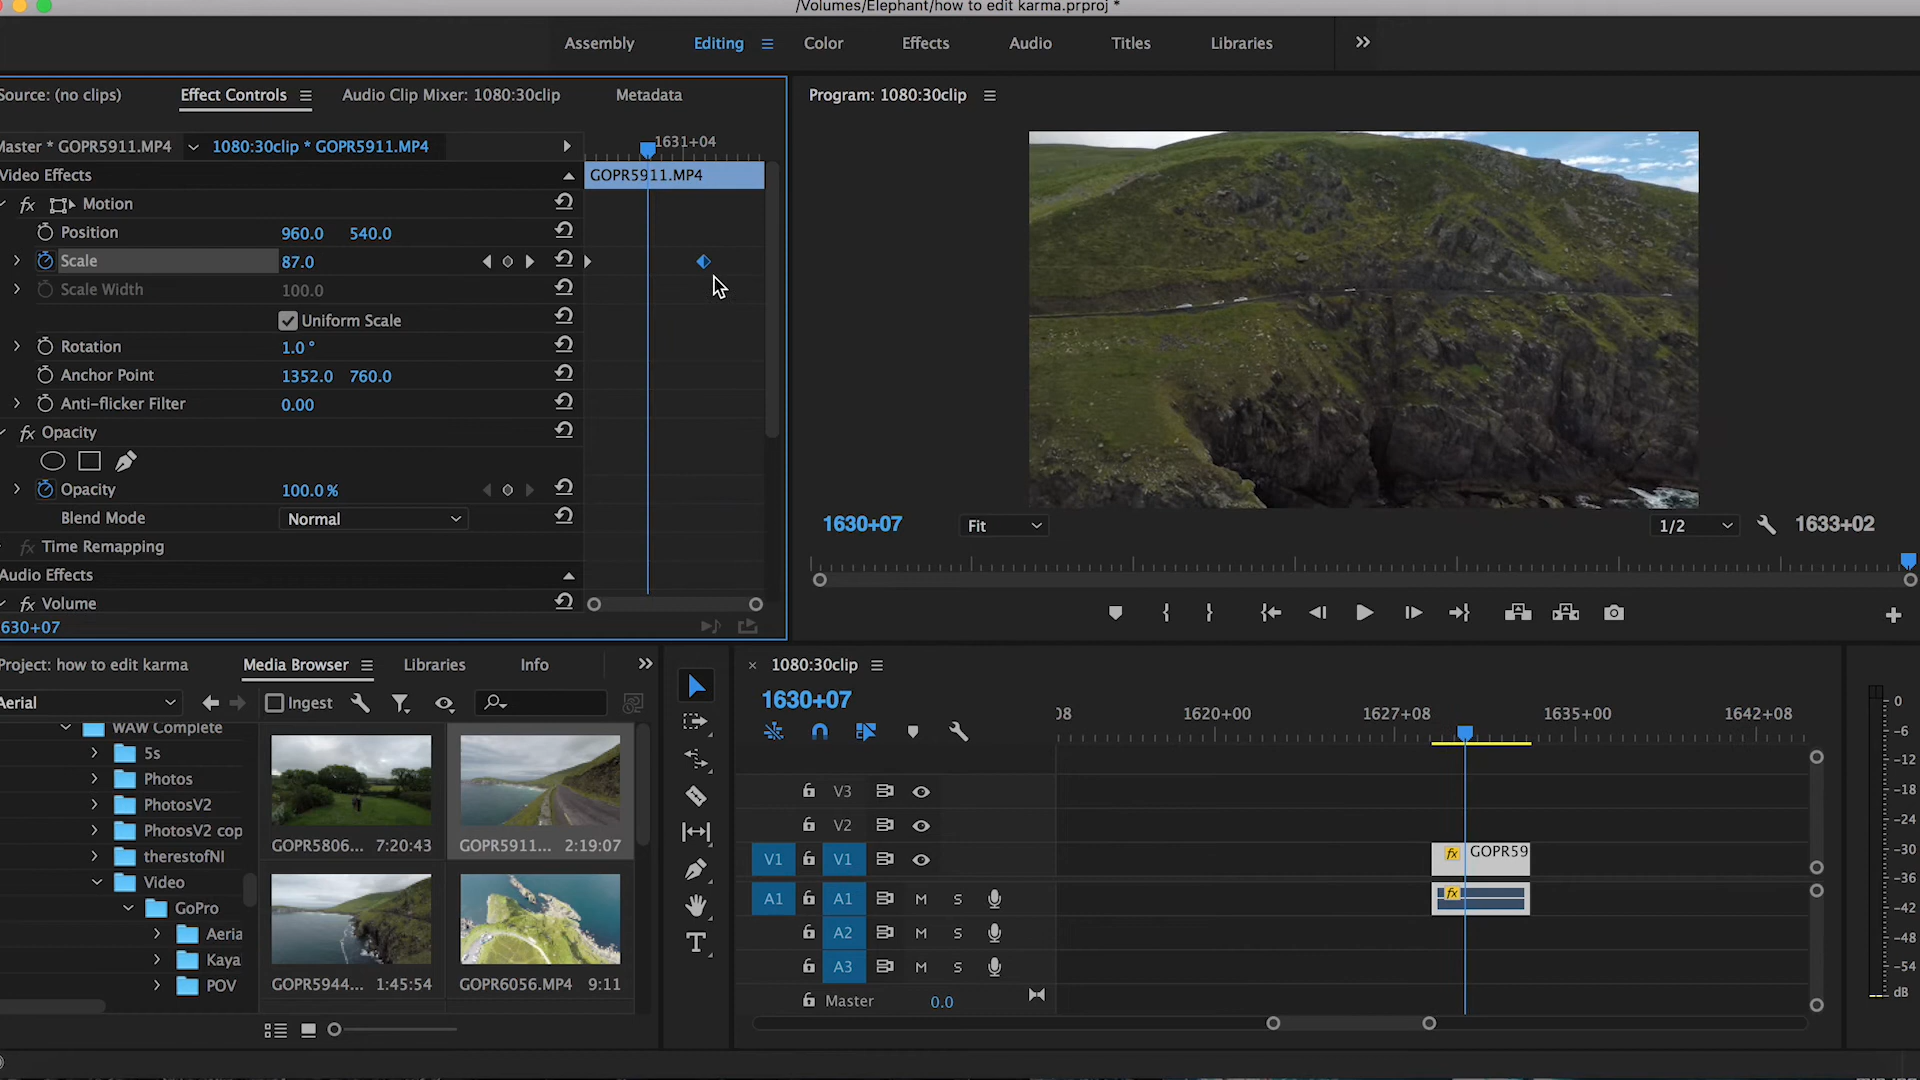 /Volumes/Elephant/how to edit karma.prproj *
Assembly Editing Color Effects Audio Titles Libraries
Source: (no clips) Effect Controls Audio Clip Mixer: 1080:30clip Metadata
Program: 1080:30clip
Master * GOPR5911.MP4 1080:30clip * GOPR5911.MP4
1631+04
Video Effects
GOPR5911.MP4
fx Motion
Position 960.0 540.0
Scale 87.0
Scale Width 100.0
Uniform Scale
Rotation 1.0 °
Anchor Point 1352.0 760.0
Anti-flicker Filter 0.00
fx Opacity
Opacity 100.0 %
Blend Mode Normal
fx Time Remapping
Audio Effects
fx Volume
630+07
1630+07 Fit 1/2 1633+02
Project: how to edit karma Media Browser Libraries Info
Aerial Ingest
WAW Complete
5s
Photos
PhotosV2
PhotosV2 cop
therestofNI
Video
GoPro
Aeria
Kaya
POV
GOPR5806... 7:20:43
GOPR5911... 2:19:07
GOPR5944... 1:45:54
GOPR6056.MP4 9:11
T
× 1080:30clip
1630+07
08 1620+00 1627+08 1635+00 1642+08
V3
V2
V1 V1
fx GOPR59
A1 A1 M S
fx
A2 M S
A3 M S
Master 0.0
0
-6
-12
-18
-24
-30
-36
-42
-48
-54
dB